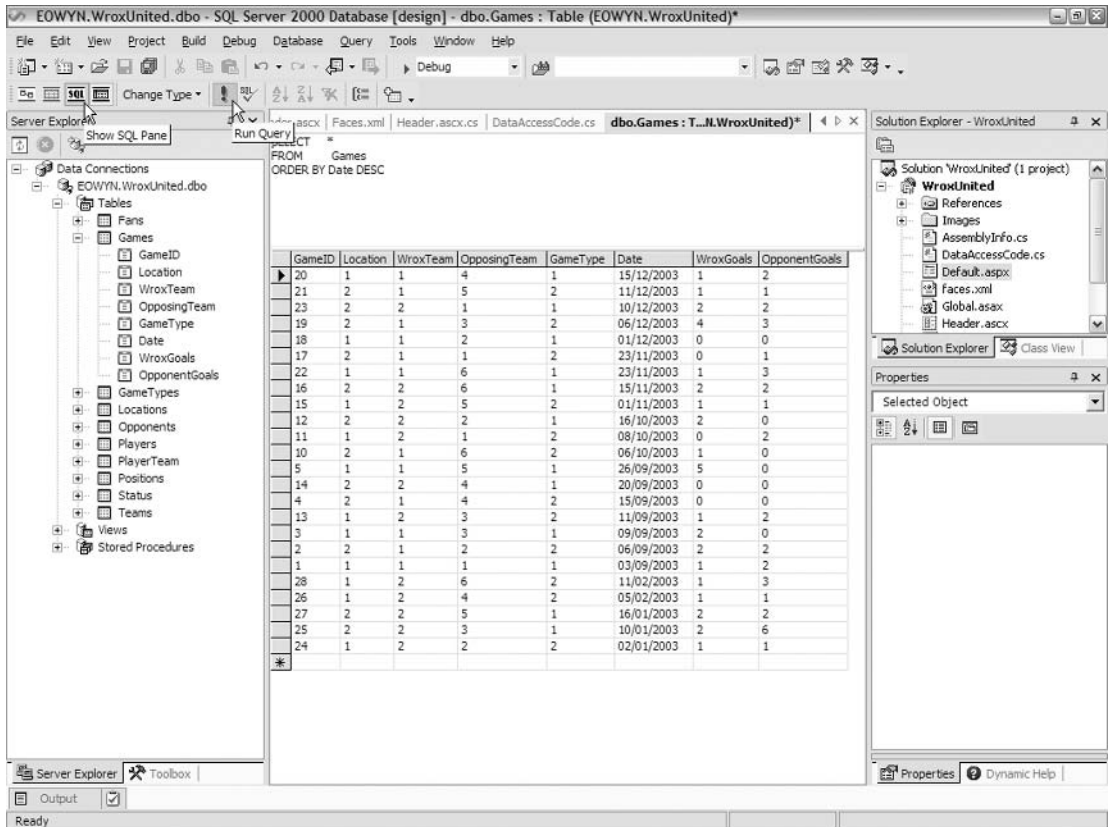 EOWYN.WroxUnited.dbo - SQL Server 2000 Database [design] - dbo.Games : Table (EOWYN.WroxUnited)*
File Edit View Project Build Debug Database Query Tools Window Help
Debug
SQL Change Type
Server Explorer
Show SQL Pane
Run Query
Data Connections
EOWYN.WroxUnited.dbo
Tables
Fans
Games
GameID
Location
WroxTeam
OpposingTeam
GameType
Date
WroxGoals
OpponentGoals
GameTypes
Locations
Opponents
Players
PlayerTeam
Positions
Status
Teams
Views
Stored Procedures
Server Explorer Toolbox
.ascx Faces.xml Header.ascx.cs DataAccessCode.cs dbo.Games : T...N.WroxUnited)*
SELECT *
FROM Games
ORDER BY Date DESC
GameID Location WroxTeam OpposingTeam GameType Date WroxGoals OpponentGoals
20 1 1 4 1 15/12/2003 1 2
21 2 1 5 2 11/12/2003 1 1
23 2 2 1 1 10/12/2003 2 2
19 2 1 3 2 06/12/2003 4 3
18 1 1 2 1 01/12/2003 0 0
17 2 1 1 2 23/11/2003 0 1
22 1 1 6 1 23/11/2003 1 3
16 2 2 6 1 15/11/2003 2 2
15 1 2 5 2 01/11/2003 1 1
12 2 2 2 1 16/10/2003 2 0
11 1 2 1 2 08/10/2003 0 2
10 2 1 6 2 06/10/2003 1 0
5 1 1 5 1 26/09/2003 5 0
14 2 2 4 1 20/09/2003 0 0
4 2 1 4 2 15/09/2003 0 0
13 1 2 3 2 11/09/2003 1 2
3 1 1 3 1 09/09/2003 2 0
2 2 1 2 2 06/09/2003 2 2
1 1 1 1 1 03/09/2003 1 2
28 1 2 6 2 11/02/2003 1 3
26 1 2 4 2 05/02/2003 1 1
27 2 2 5 1 16/01/2003 2 2
25 2 2 3 1 10/01/2003 2 6
24 1 2 2 2 02/01/2003 1 1
Solution Explorer - WroxUnited
Solution 'WroxUnited' (1 project)
WroxUnited
References
Images
AssemblyInfo.cs
DataAccessCode.cs
Default.aspx
faces.xml
Global.asax
Header.ascx
Solution Explorer Class View
Properties
Selected Object
Properties Dynamic Help
Output
Ready